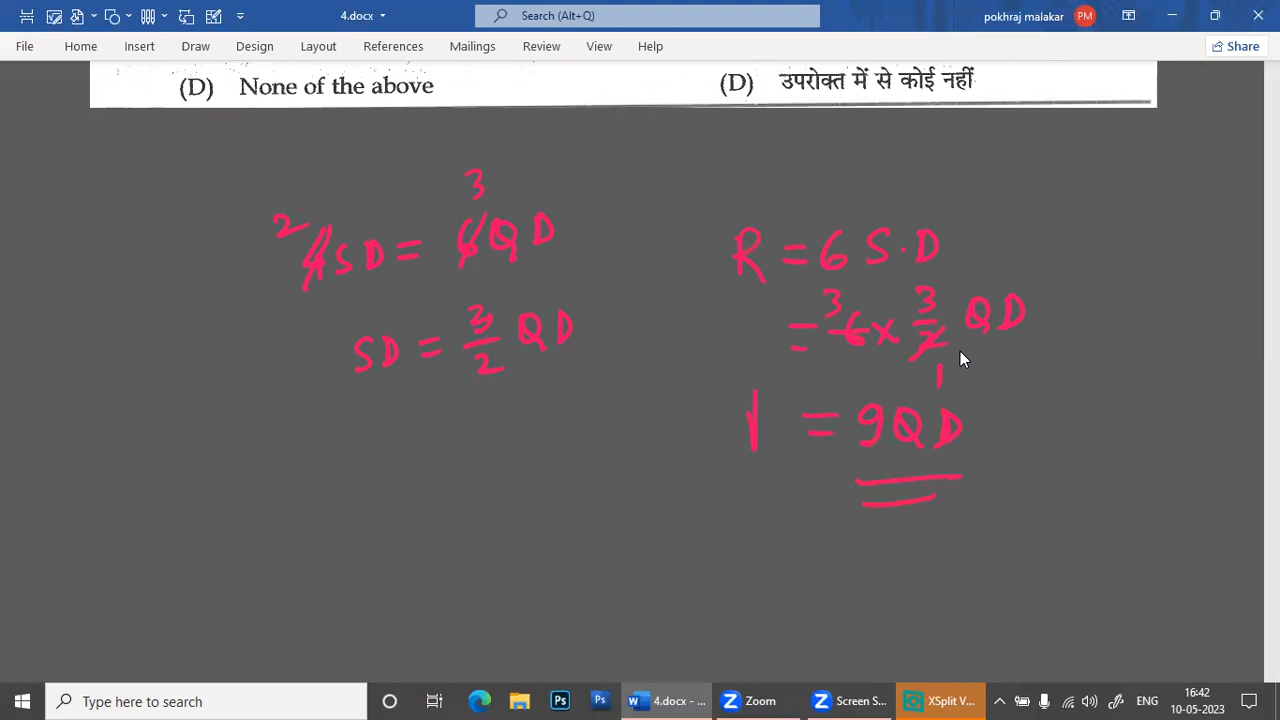 4.docx
Search (Alt+Q)
pokhraj malakar PM
File Home Insert Draw Design Layout References Mailings Review View Help Share
(D) None of the above
(D) उपरोक्त में से कोई नहीं
3
2
4SD = 6QD
SD = 3/2 QD
R = 6 S.D
3
= 6 × 3/2 QD
1
= 9QD
Type here to search
Ps
Ps
4.docx - ...
Zoom
Screen S...
XSplit V...
ENG
16:42
10-05-2023